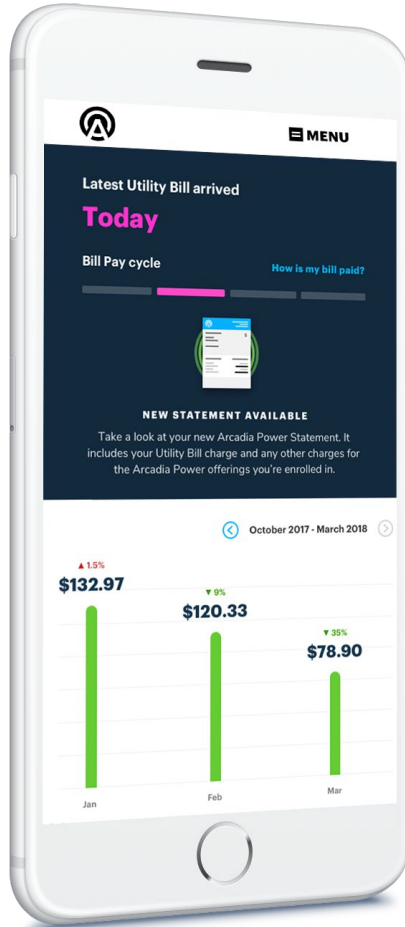 MENU
Latest Utility Bill arrived
Today
Bill Pay cycle
How is my bill paid?
NEW STATEMENT AVAILABLE
Take a look at your new Arcadia Power Statement. It
includes your Utility Bill charge and any other charges for
the Arcadia Power offerings you're enrolled in.
October 2017 - March 2018
▲ 1.5%
$132.97
▼ 9%
$120.33
▼ 35%
$78.90
Jan
Feb
Mar